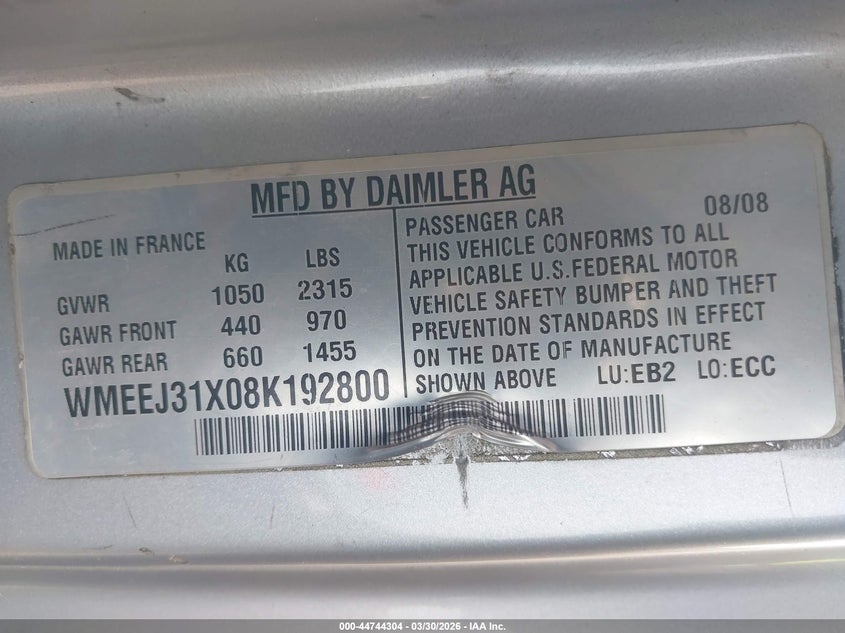 MFD BY DAIMLER AG
MADE IN FRANCE
KG LBS
GVWR 1050 2315
GAWR FRONT 440 970
GAWR REAR 660 1455
WMEEJ31X08K192800
PASSENGER CAR 08/08
THIS VEHICLE CONFORMS TO ALL
APPLICABLE U.S.FEDERAL MOTOR
VEHICLE SAFETY BUMPER AND THEFT
PREVENTION STANDARDS IN EFFECT
ON THE DATE OF MANUFACTURE
SHOWN ABOVE LU:EB2 LO:ECC
000-44744304 | 03/30/2026 - IAA Inc.